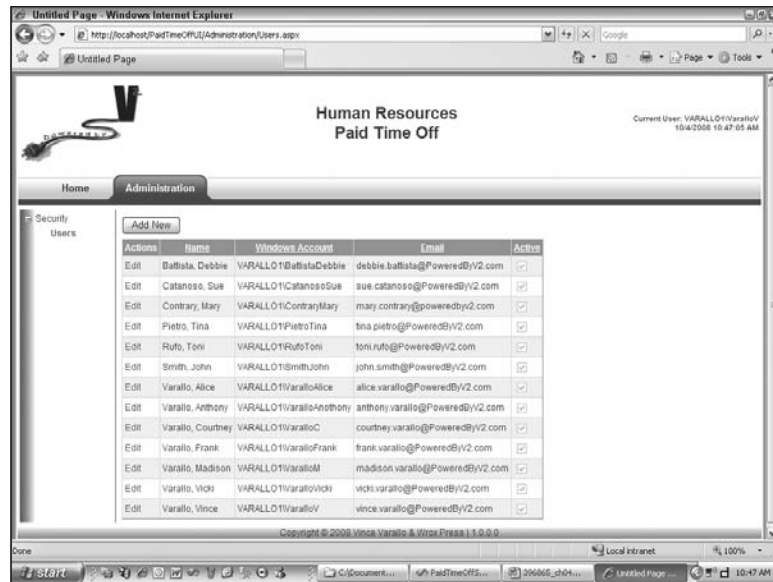 Untitled Page - Windows Internet Explorer
http://localhost/PaidTimeOffUI/Administration/Users.aspx
Google
Untitled Page
Page
Tools
V
powered by
Human Resources
Paid Time Off
Current User: VARALLO1\VaralloV
10/4/2008 10:47:05 AM
Home Administration
Security
Users
Add New
Actions Name Windows Account Email Active
Edit Battista, Debbie VARALLO1\BattistaDebbie debbie.battista@PoweredByV2.com
Edit Catanoso, Sue VARALLO1\CatanosoSue sue.catanoso@PoweredByV2.com
Edit Contrary, Mary VARALLO1\ContraryMary mary.contrary@poweredbyv2.com
Edit Pietro, Tina VARALLO1\PietroTina tina.pietro@PoweredByV2.com
Edit Rufo, Toni VARALLO1\RufoToni toni.rufo@PoweredByV2.com
Edit Smith, John VARALLO1\SmithJohn john.smith@PoweredByV2.com
Edit Varallo, Alice VARALLO1\VaralloAlice alice.varallo@PoweredByV2.com
Edit Varallo, Anthony VARALLO1\VaralloAnothony anthony.varallo@PoweredByV2.com
Edit Varallo, Courtney VARALLO1\VaralloC courtney.varallo@PoweredByV2.com
Edit Varallo, Frank VARALLO1\VaralloFrank frank.varallo@PoweredByV2.com
Edit Varallo, Madison VARALLO1\VaralloM madison.varallo@PoweredByV2.com
Edit Varallo, Vicki VARALLO1\VaralloVicki vicki.varallo@PoweredByV2.com
Edit Varallo, Vince VARALLO1\VaralloV vince.varallo@PoweredByV2.com
Copyright © 2008 Vince Varallo & Wrox Press | 1.0.0.0
Done
Local intranet
100%
start
C:\Document...
PaidTimeOffS...
396865_ch04...
Untitled Page ...
10:47 AM